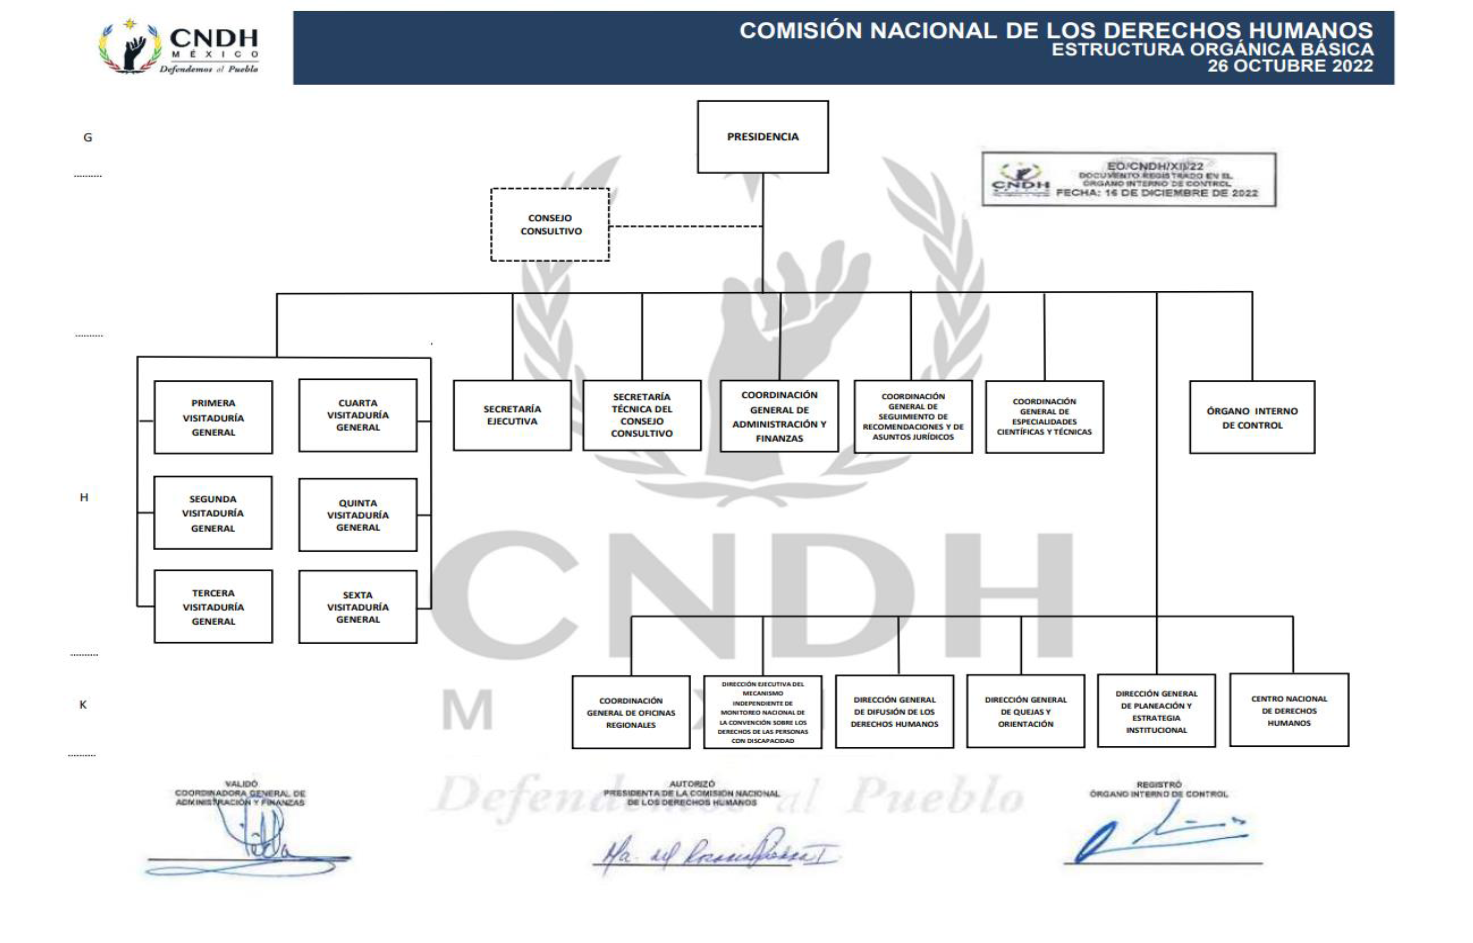 CNDH
MÉXICO
Defendemos al Pueblo
COMISIÓN NACIONAL DE LOS DERECHOS HUMANOS
ESTRUCTURA ORGÁNICA BÁSICA
26 OCTUBRE 2022
G
PRESIDENCIA
EO/CNDH/XII/22
DOCUMENTO REGISTRADO EN EL
ÓRGANO INTERNO DE CONTROL
FECHA: 16 DE DICIEMBRE DE 2022
CNDH
CONSEJO
CONSULTIVO
PRIMERA
VISITADURÍA
GENERAL
CUARTA
VISITADURÍA
GENERAL
SECRETARÍA
EJECUTIVA
SECRETARÍA
TÉCNICA DEL
CONSEJO
CONSULTIVO
COORDINACIÓN
GENERAL DE
ADMINISTRACIÓN Y
FINANZAS
COORDINACIÓN
GENERAL DE
SEGUIMIENTO DE
RECOMENDACIONES Y DE
ASUNTOS JURÍDICOS
COORDINACIÓN
GENERAL DE
ESPECIALIDADES
CIENTÍFICAS Y TÉCNICAS
ÓRGANO INTERNO
DE CONTROL
H
SEGUNDA
VISITADURÍA
GENERAL
QUINTA
VISITADURÍA
GENERAL
TERCERA
VISITADURÍA
GENERAL
SEXTA
VISITADURÍA
GENERAL
CNDH
M X
K
COORDINACIÓN
GENERAL DE OFICINAS
REGIONALES
DIRECCIÓN EJECUTIVA DEL
MECANISMO
INDEPENDIENTE DE
MONITOREO NACIONAL DE
LA CONVENCIÓN SOBRE LOS
DERECHOS DE LAS PERSONAS
CON DISCAPACIDAD
DIRECCIÓN GENERAL
DE DIFUSIÓN DE LOS
DERECHOS HUMANOS
DIRECCIÓN GENERAL
DE QUEJAS Y
ORIENTACIÓN
DIRECCIÓN GENERAL
DE PLANEACIÓN Y
ESTRATEGIA
INSTITUCIONAL
CENTRO NACIONAL
DE DERECHOS
HUMANOS
Defendemos al Pueblo
VALIDÓ
COORDINADORA GENERAL DE
ADMINISTRACIÓN Y FINANZAS
AUTORIZÓ
PRESIDENTA DE LA COMISIÓN NACIONAL
DE LOS DERECHOS HUMANOS
Ma. del Rosario Piedra I
REGISTRÓ
ÓRGANO INTERNO DE CONTROL